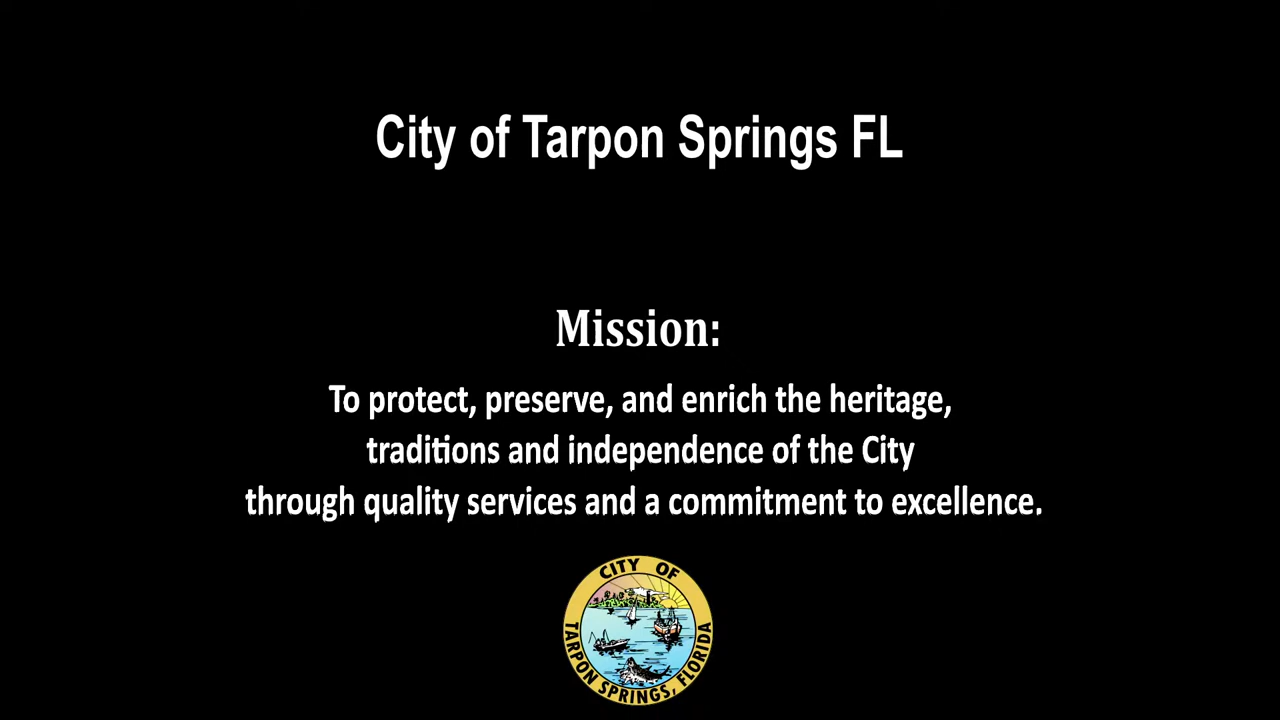 City of Tarpon Springs FL
Mission:
To protect, preserve, and enrich the heritage,
traditions and independence of the City
through quality services and a commitment to excellence.
CITY OF
TARPON SPRINGS, FLORIDA